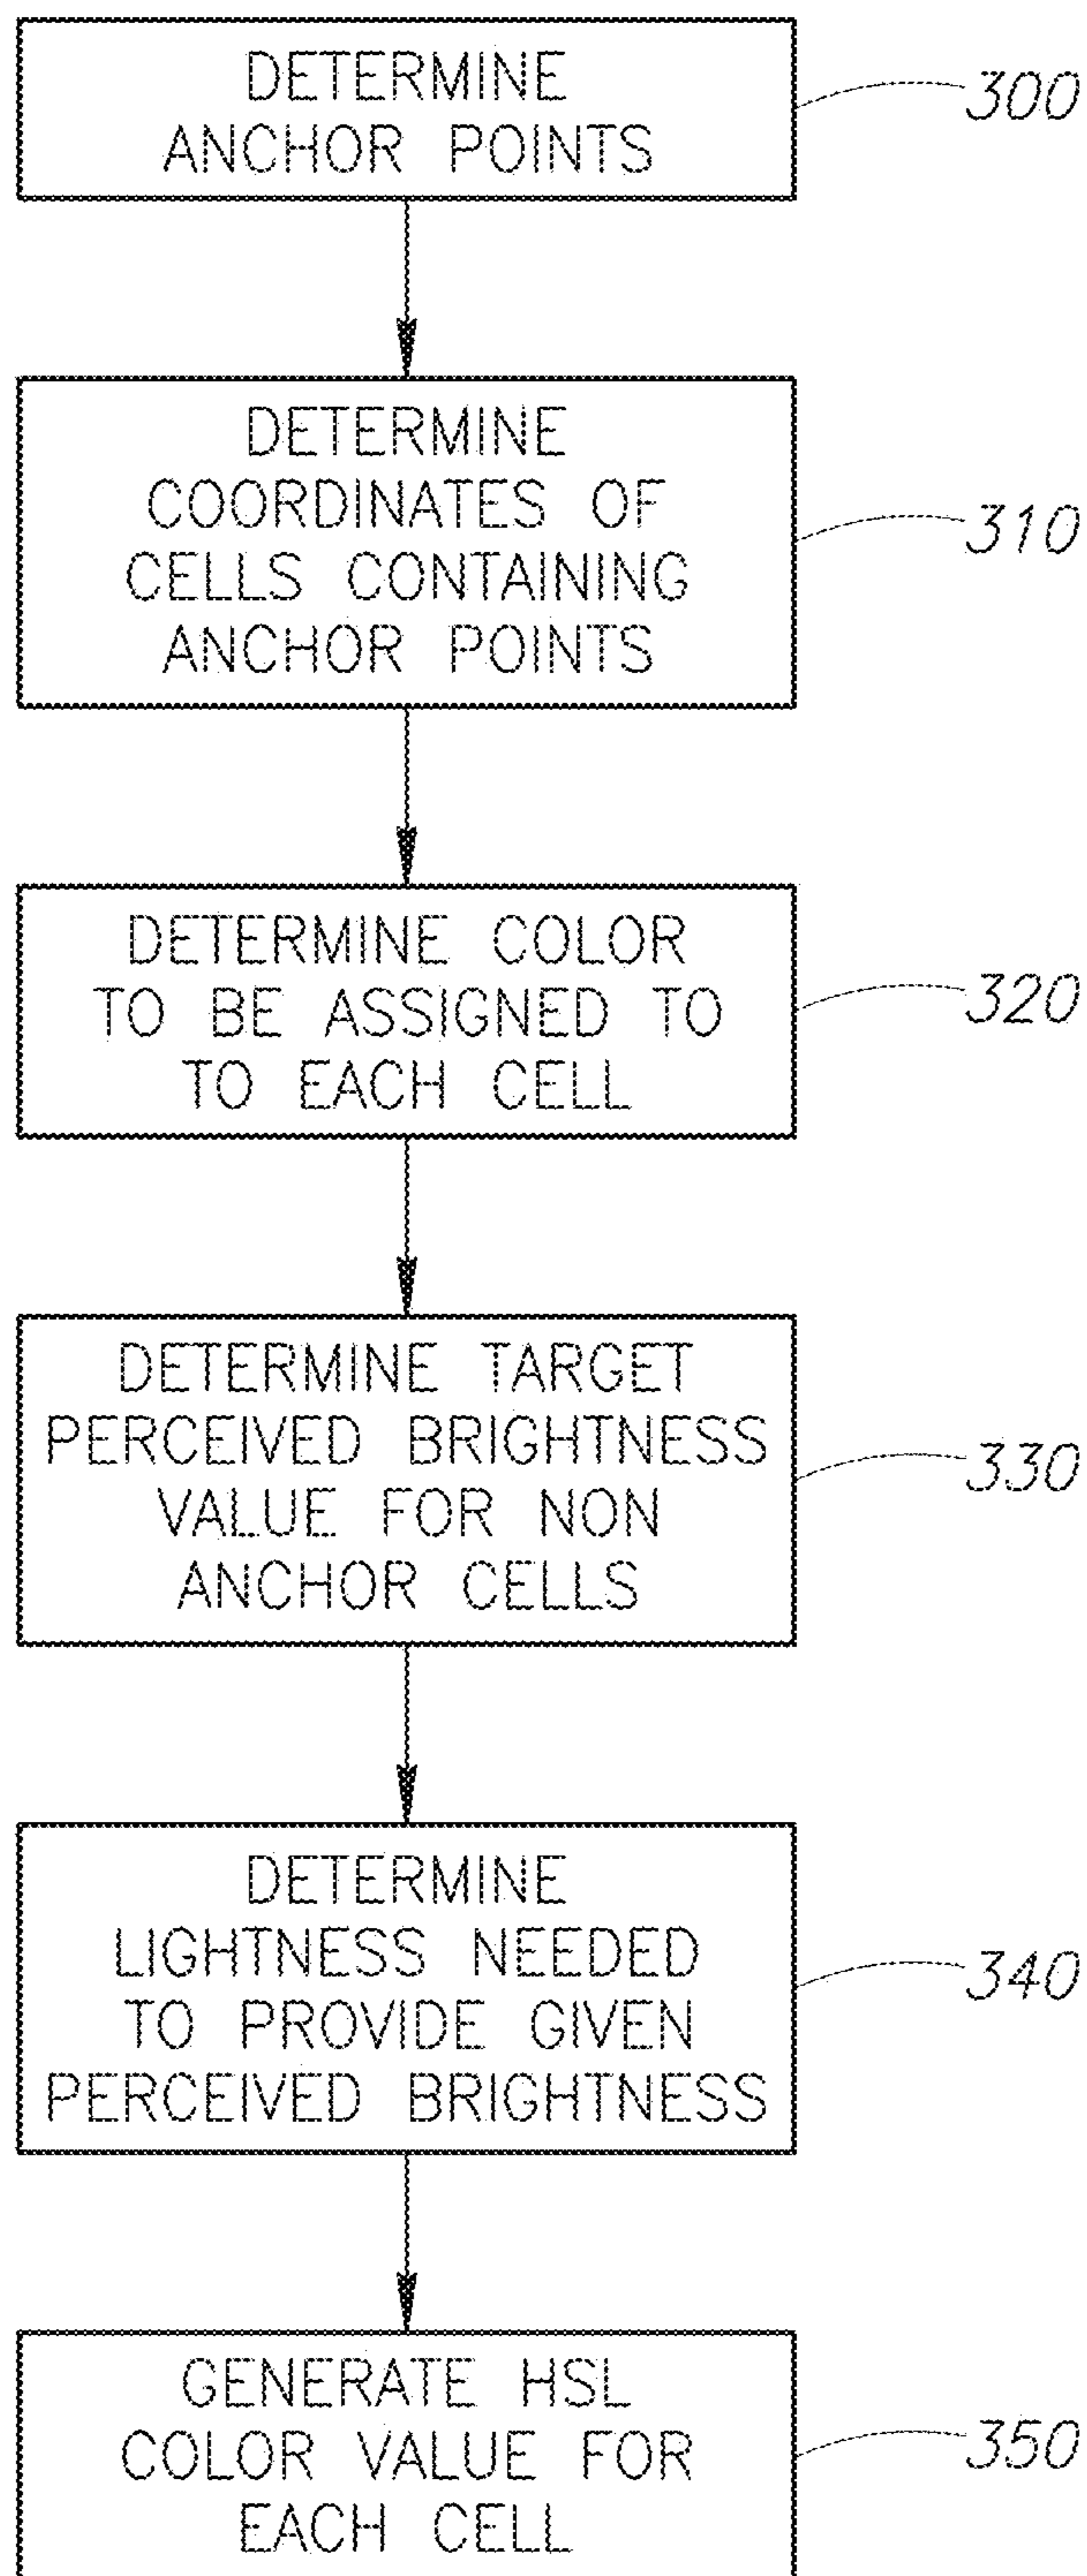 DETERMINE
ANCHOR POINTS
300
DETERMINE
COORDINATES OF
CELLS CONTAINING
ANCHOR POINTS
310
DETERMINE COLOR
TO BE ASSIGNED TO
TO EACH CELL
320
DETERMINE TARGET
PERCEIVED BRIGHTNESS
VALUE FOR NON
ANCHOR CELLS
330
DETERMINE
LIGHTNESS NEEDED
TO PROVIDE GIVEN
PERCEIVED BRIGHTNESS
340
GENERATE HSL
COLOR VALUE FOR
EACH CELL
350